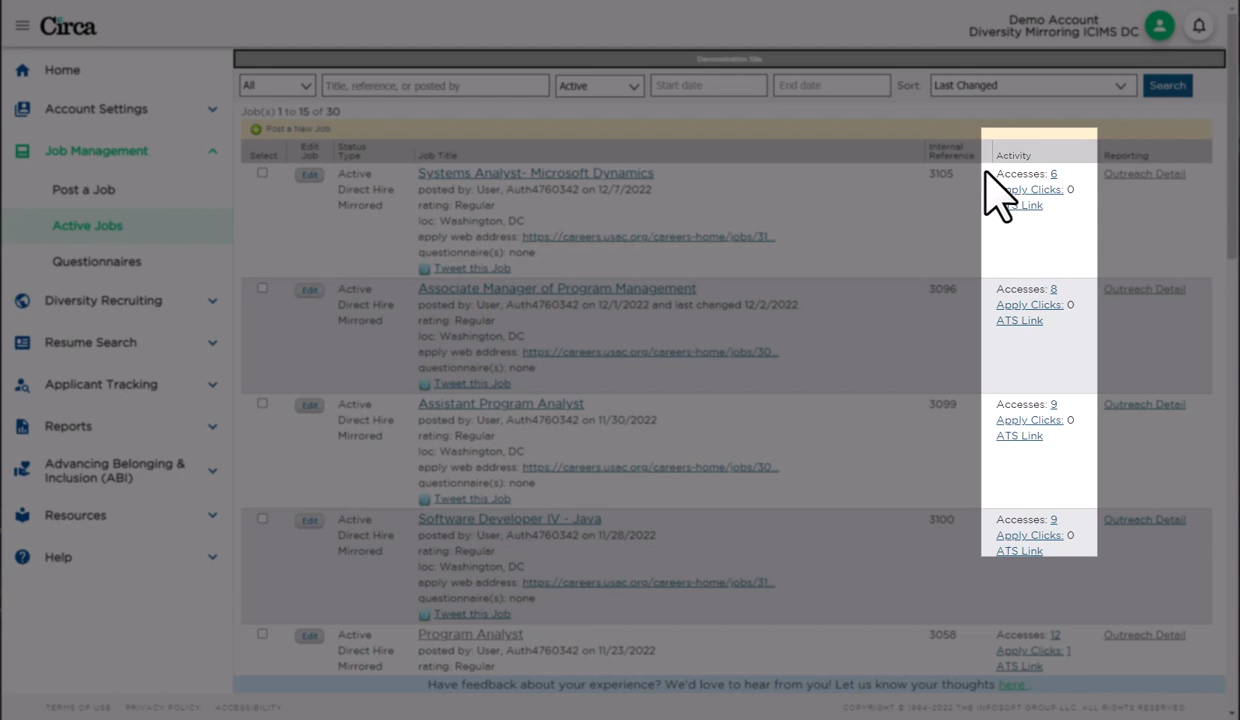 Circa
Demo Account
Diversity Mirroring ICIMS DC
Home
Account Settings
Job Management
Post a Job
Active Jobs
Questionnaires
Diversity Recruiting
Resume Search
Applicant Tracking
Reports
Advancing Belonging &
Inclusion (ABI)
Resources
Help
Demonstration Site
All Title, reference, or posted by Active Start date End date Sort: Last Changed Search
Job(s) 1 to 15 of 30
Post a New Job
Select Edit Job Status Type Job Title Internal Reference Activity Reporting
Edit Active Systems Analyst- Microsoft Dynamics 3105 Accesses: 6 Outreach Detail
Direct Hire posted by: User, Auth4760342 on 12/7/2022 Apply Clicks: 0
Mirrored rating: Regular Link
loc: Washington, DC
apply web address: https://careers.usac.org/careers-home/jobs/31...
questionnaire(s): none
Tweet this Job
Edit Active Associate Manager of Program Management 3096 Accesses: 8 Outreach Detail
Direct Hire posted by: User, Auth4760342 on 12/1/2022 and last changed 12/2/2022 Apply Clicks: 0
Mirrored rating: Regular ATS Link
loc: Washington, DC
apply web address: https://careers.usac.org/careers-home/jobs/30...
questionnaire(s): none
Tweet this Job
Edit Active Assistant Program Analyst 3099 Accesses: 9 Outreach Detail
Direct Hire posted by: User, Auth4760342 on 11/30/2022 Apply Clicks: 0
Mirrored rating: Regular ATS Link
loc: Washington, DC
apply web address: https://careers.usac.org/careers-home/jobs/30...
questionnaire(s): none
Tweet this Job
Edit Active Software Developer IV - Java 3100 Accesses: 9 Outreach Detail
Direct Hire posted by: User, Auth4760342 on 11/28/2022 Apply Clicks: 0
Mirrored rating: Regular ATS Link
loc: Washington, DC
apply web address: https://careers.usac.org/careers-home/jobs/31...
questionnaire(s): none
Tweet this Job
Edit Active Program Analyst 3058 Accesses: 12 Outreach Detail
Direct Hire posted by: User, Auth4760342 on 11/23/2022 Apply Clicks: 1
Mirrored rating: Regular ATS Link
Have feedback about your experience? We'd love to hear from you! Let us know your thoughts here.
TERMS OF USE PRIVACY POLICY ACCESSIBILITY COPYRIGHT © 1994-2022 THE INFOSOFT GROUP LLC. ALL RIGHTS RESERVED.